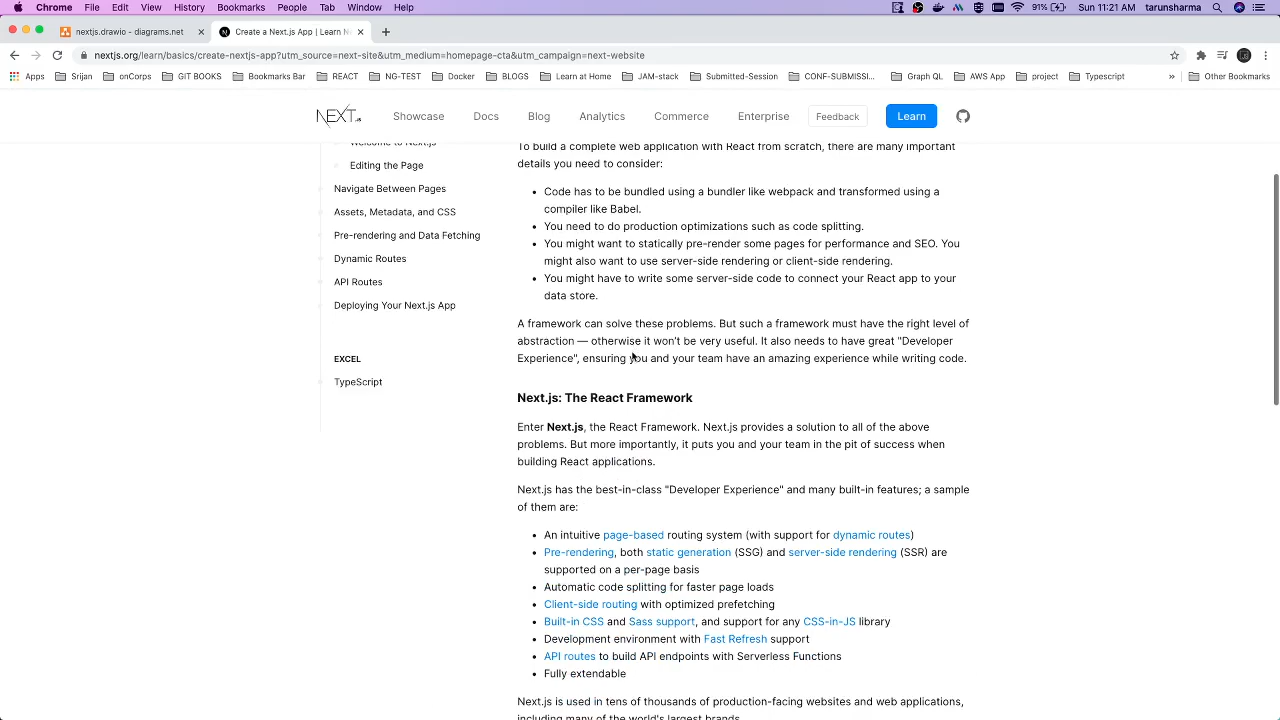 Chrome File Edit View History Bookmarks People Tab Window Help 91% Sun 11:21 AM tarunsharma
nextjs.drawio - diagrams.net
Create a Next.js App | Learn N
nextjs.org/learn/basics/create-nextjs-app?utm_source=next-site&utm_medium=homepage-cta&utm_campaign=next-website
Apps Srijan onCorps GIT BOOKS Bookmarks Bar REACT NG-TEST Docker BLOGS Learn at Home JAM-stack Submitted-Session CONF-SUBMISSI... Graph QL AWS App project Typescript » Other Bookmarks
NEXT.JS Showcase Docs Blog Analytics Commerce Enterprise Feedback Learn
Welcome to Next.js
Editing the Page
Navigate Between Pages
Assets, Metadata, and CSS
Pre-rendering and Data Fetching
Dynamic Routes
API Routes
Deploying Your Next.js App
EXCEL
TypeScript
To build a complete web application with React from scratch, there are many important
details you need to consider:
• Code has to be bundled using a bundler like webpack and transformed using a
compiler like Babel.
• You need to do production optimizations such as code splitting.
• You might want to statically pre-render some pages for performance and SEO. You
might also want to use server-side rendering or client-side rendering.
• You might have to write some server-side code to connect your React app to your
data store.
A framework can solve these problems. But such a framework must have the right level of
abstraction — otherwise it won't be very useful. It also needs to have great "Developer
Experience", ensuring you and your team have an amazing experience while writing code.
Next.js: The React Framework
Enter Next.js, the React Framework. Next.js provides a solution to all of the above
problems. But more importantly, it puts you and your team in the pit of success when
building React applications.
Next.js has the best-in-class "Developer Experience" and many built-in features; a sample
of them are:
• An intuitive page-based routing system (with support for dynamic routes)
• Pre-rendering, both static generation (SSG) and server-side rendering (SSR) are
supported on a per-page basis
• Automatic code splitting for faster page loads
• Client-side routing with optimized prefetching
• Built-in CSS and Sass support, and support for any CSS-in-JS library
• Development environment with Fast Refresh support
• API routes to build API endpoints with Serverless Functions
• Fully extendable
Next.js is used in tens of thousands of production-facing websites and web applications,
including many of the world's largest brands.